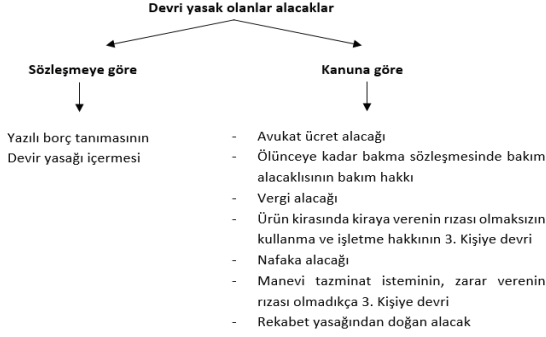 Devri yasak olanlar alacaklar
Sözleşmeye göre
Kanuna göre
Yazılı borç tanımasının
Devir yasağı içermesi
- Avukat ücret alacağı
- Ölünceye kadar bakma sözleşmesinde bakım
alacaklısının bakım hakkı
- Vergi alacağı
- Ürün kirasında kiraya verenin rızası olmaksızın
kullanma ve işletme hakkının 3. Kişiye devri
- Nafaka alacağı
- Manevi tazminat isteminin, zarar verenin
rızası olmadıkça 3. Kişiye devri
- Rekabet yasağından doğan alacak